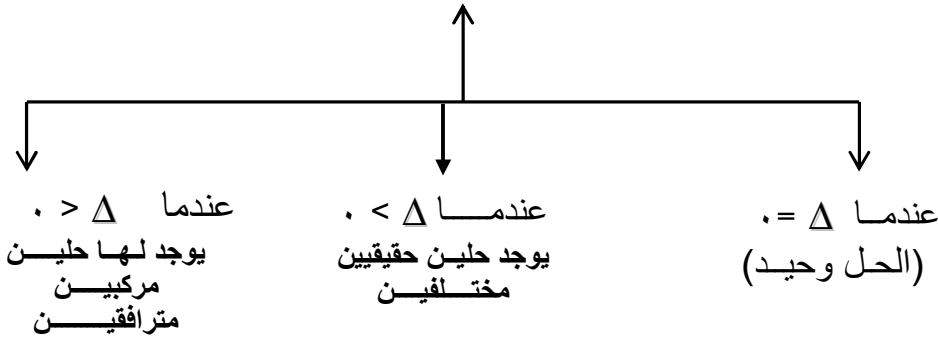 عندما Δ = ٠
(الحل وحيد)
عندما Δ > ٠
يوجد حلين حقيقيين
مختلفين
عندما Δ < ٠
يوجد لها حلين
مركبين
مترافقين